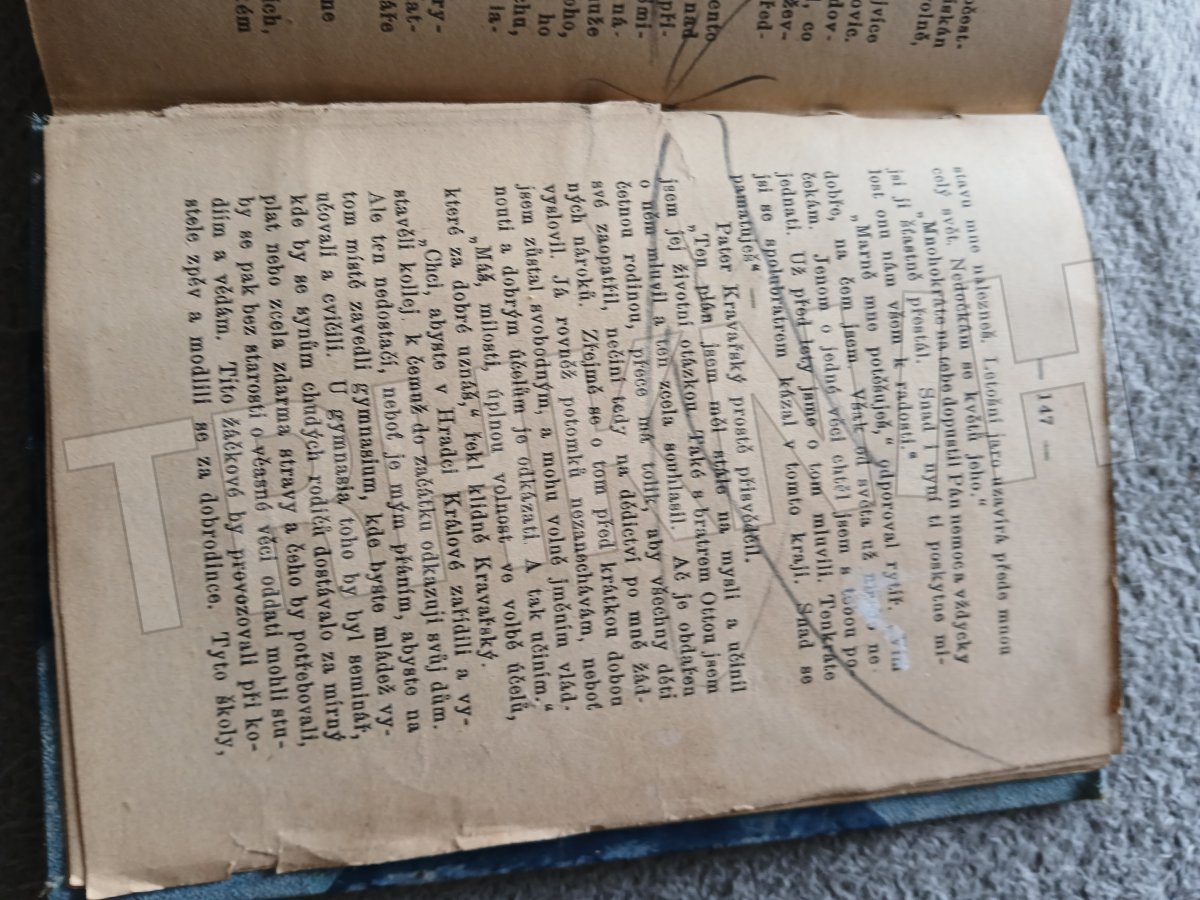 — 147 —
stavu mne nalezneš. Letošní jaro uzavírá přede mnou
celý svět. Nedočkám se květů jeho."
„Mnohokráte na tebe dopustil Pán nemoc a vždycky
jsi ji šťastně přestál. Snad i nyní ti poskytne mi-
lost onu nám všem k radosti."
„Marně mne potěšuješ," odporoval rytíř. vím
dobře, na čem jsem. Však od světa už ne
čekám. Jenom o jedné věci chtěl jsem s tebou po-
jednati. Už před lety jsme o tom mluvili. Tenkráte
jsi se spolubratrem kázal v tomto kraji. Snad se
pamatuješ" —
Pater Kravařský prostě přisvědčil.
„Ten plán jsem měl stále na mysli a učinil
jsem jej životní otázkou. Také s bratrem Ottou jsem
o něm mluvil a ten zcela souhlasil. Ač je obdařen
četnou rodinou, přece má tolik, aby všechny děti
své zaopatřil, nečiní tedy na dědictví po mně žád-
ných nároků. Zřejmě se o tom před krátkou dobou
vyslovil. Já rovněž potomků nezanechávám, neboť
jsem zůstal svobodným, a mohu volně jměním vlád-
nouti a dobrým účelům je odkázati. A tak učiním."
„Máš, milosti, úplnou volnost ve volbě účelů,
které za dobré uznáš," řekl klidně Kravařský.
„Chci, abyste v Hradci Králové zařídili a vy-
stavěli kollej, k čemuž do začátku odkazuji svůj dům.
Ale ten nedostačí, neboť je mým přáním, abyste na
tom místě zavedli gymnasium, kde byste mládež vy-
učovali a cvičili. U gymnasia toho by byl seminář,
kde by se synům chudých rodičů dostávalo za mírný
plat nebo zcela zdarma stravy a čeho by potřebovali,
by se pak bez starosti o věcné věci oddati mohli stu-
diím a vědám. Tito žáčkové by provozovali při ko-
stele zpěv a modlili se za dobrodince. Tyto školy,